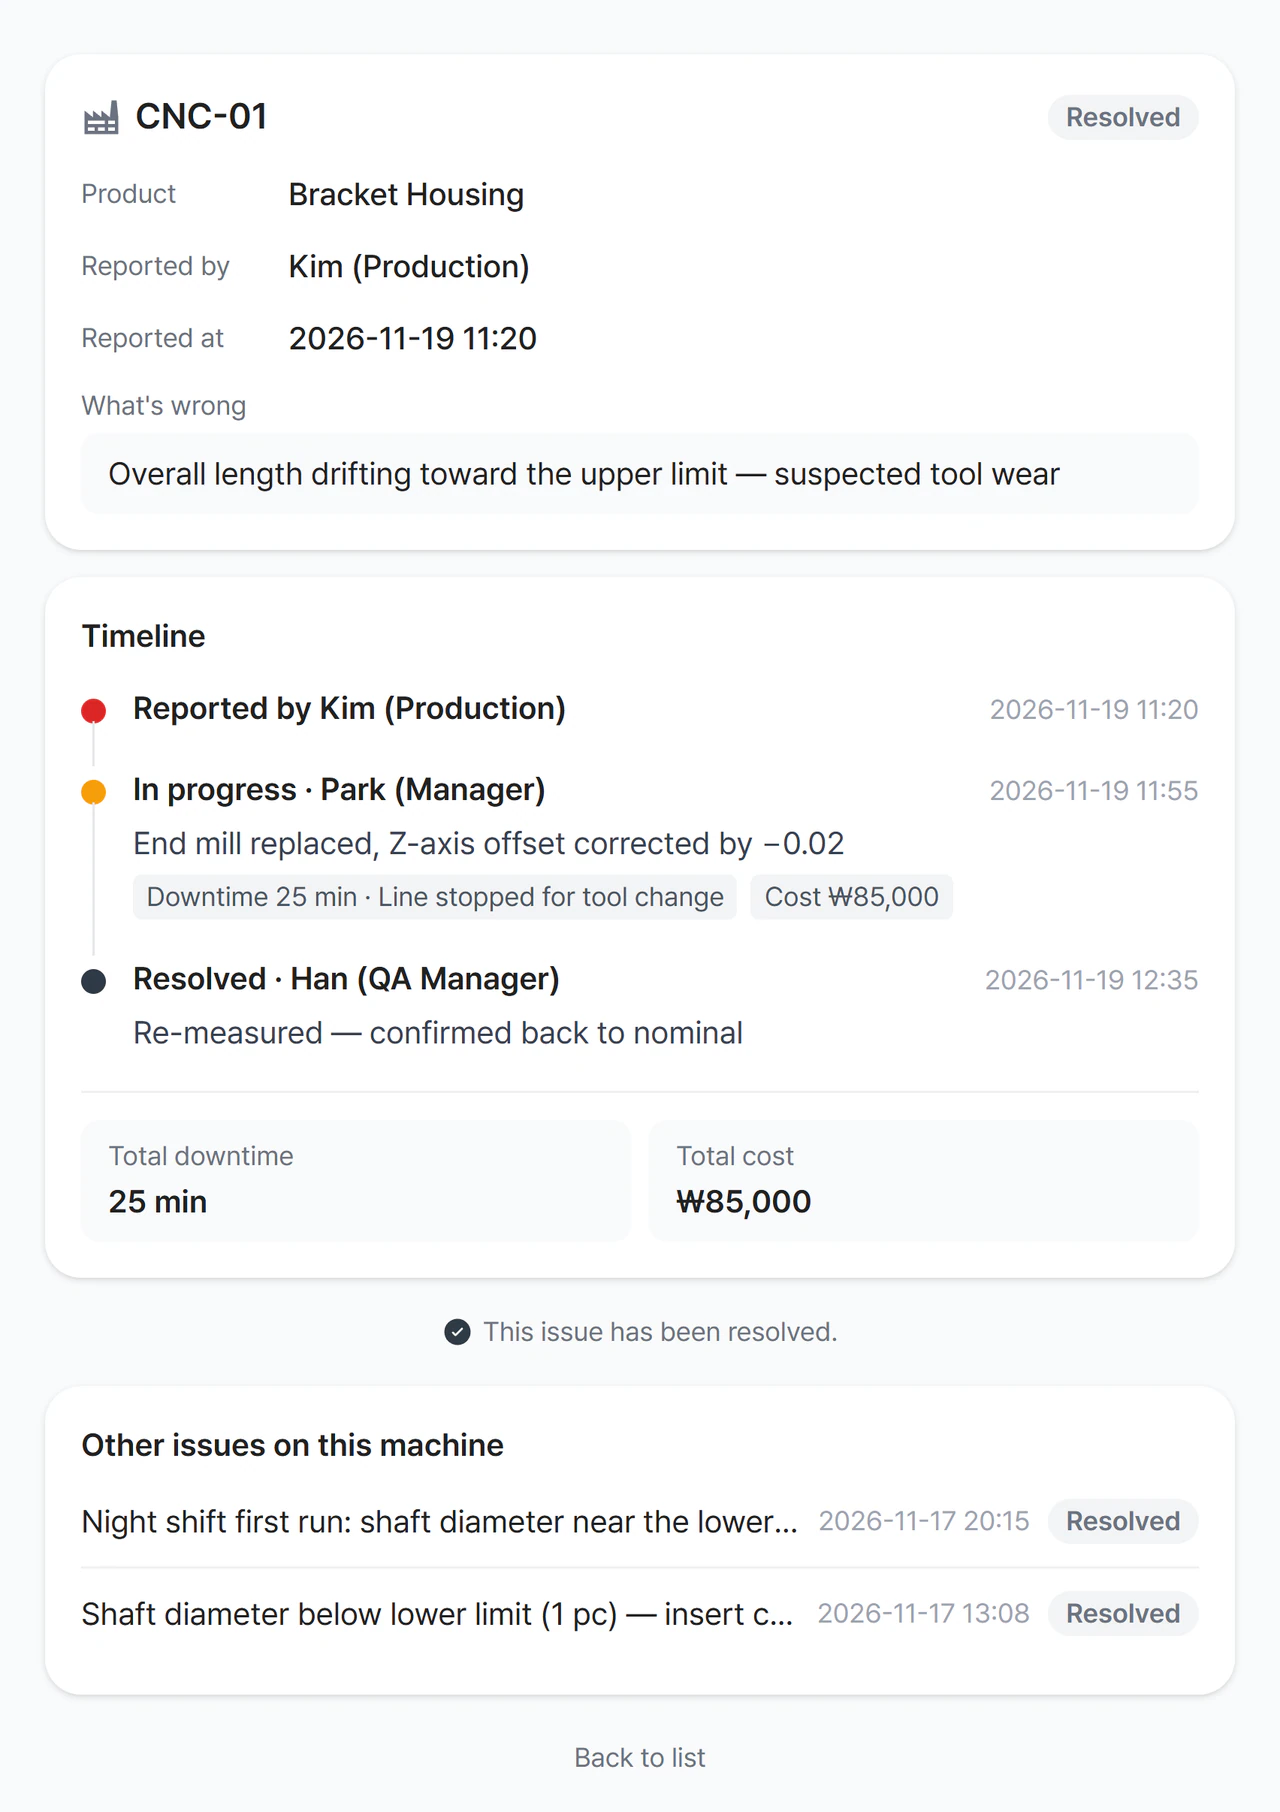 CNC-01
Resolved
Product
Bracket Housing
Reported by
Kim (Production)
Reported at
2026-11-19 11:20
What's wrong
Overall length drifting toward the upper limit — suspected tool wear
Timeline
Reported by Kim (Production)
2026-11-19 11:20
In progress · Park (Manager)
2026-11-19 11:55
End mill replaced, Z-axis offset corrected by −0.02
Downtime 25 min · Line stopped for tool change
Cost ₩85,000
Resolved · Han (QA Manager)
2026-11-19 12:35
Re-measured — confirmed back to nominal
Total downtime
25 min
Total cost
₩85,000
This issue has been resolved.
Other issues on this machine
Night shift first run: shaft diameter near the lower...
2026-11-17 20:15
Resolved
Shaft diameter below lower limit (1 pc) — insert c...
2026-11-17 13:08
Resolved
Back to list